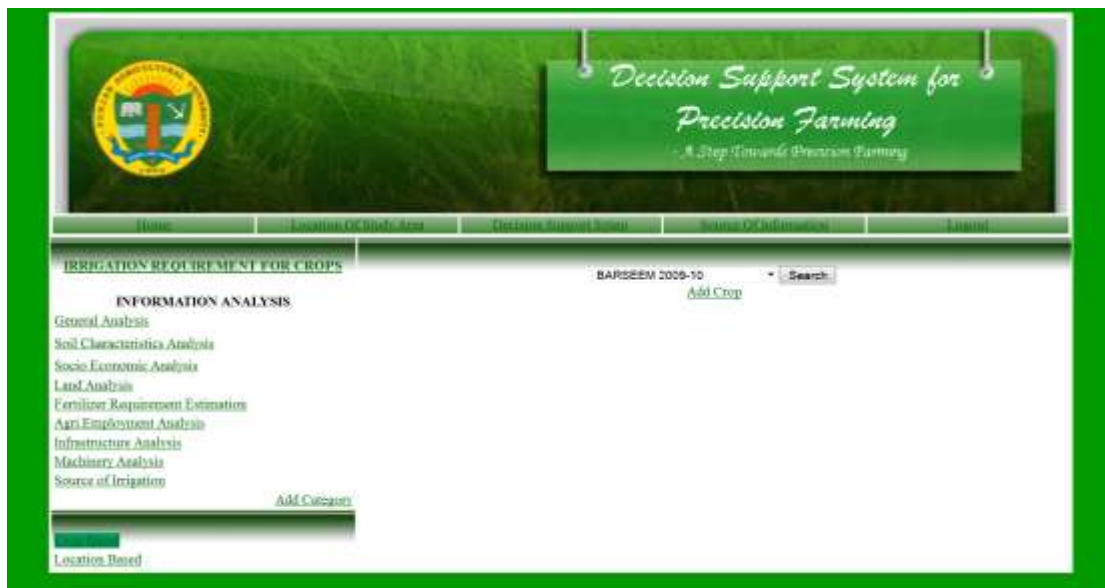 PUNJAB AGRICULTURAL UNIVERSITY
Decision Support System for
Precision Farming
- A Step Towards Precision Farming
Home Location Of Study Area Decision Support Source Of Information Logout
IRRIGATION REQUIREMENT FOR CROPS
BARSEEM 2009-10 Search
Add Crop
INFORMATION ANALYSIS
General Analysis
Soil Characteristics Analysis
Socio Economic Analysis
Land Analysis
Fertilizer Requirement Estimation
Agri.Employment Analysis
Infrastructure Analysis
Machinery Analysis
Source of Irrigation
Add Category
Location Based